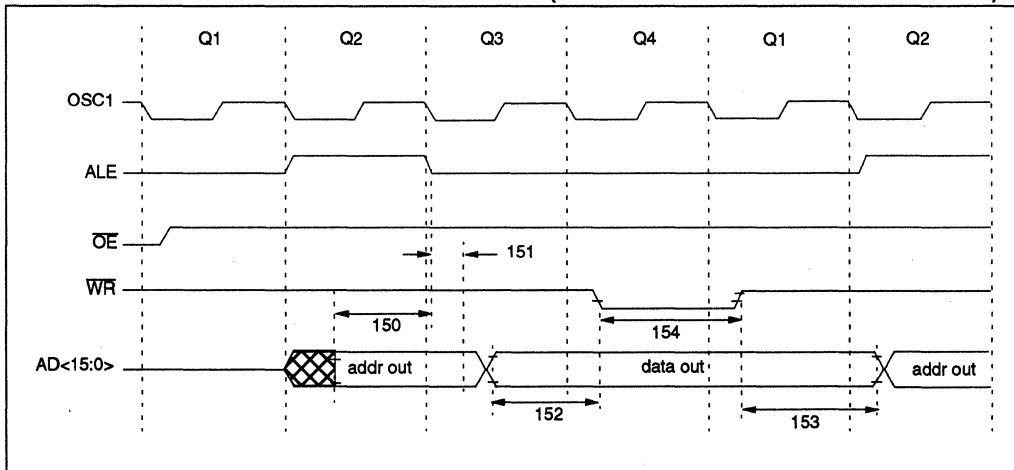 Q1 Q2 Q3 Q4 Q1 Q2
OSC1
ALE
OE
151
WR
150
154
AD<15:0>
addr out
data out
addr out
152
153